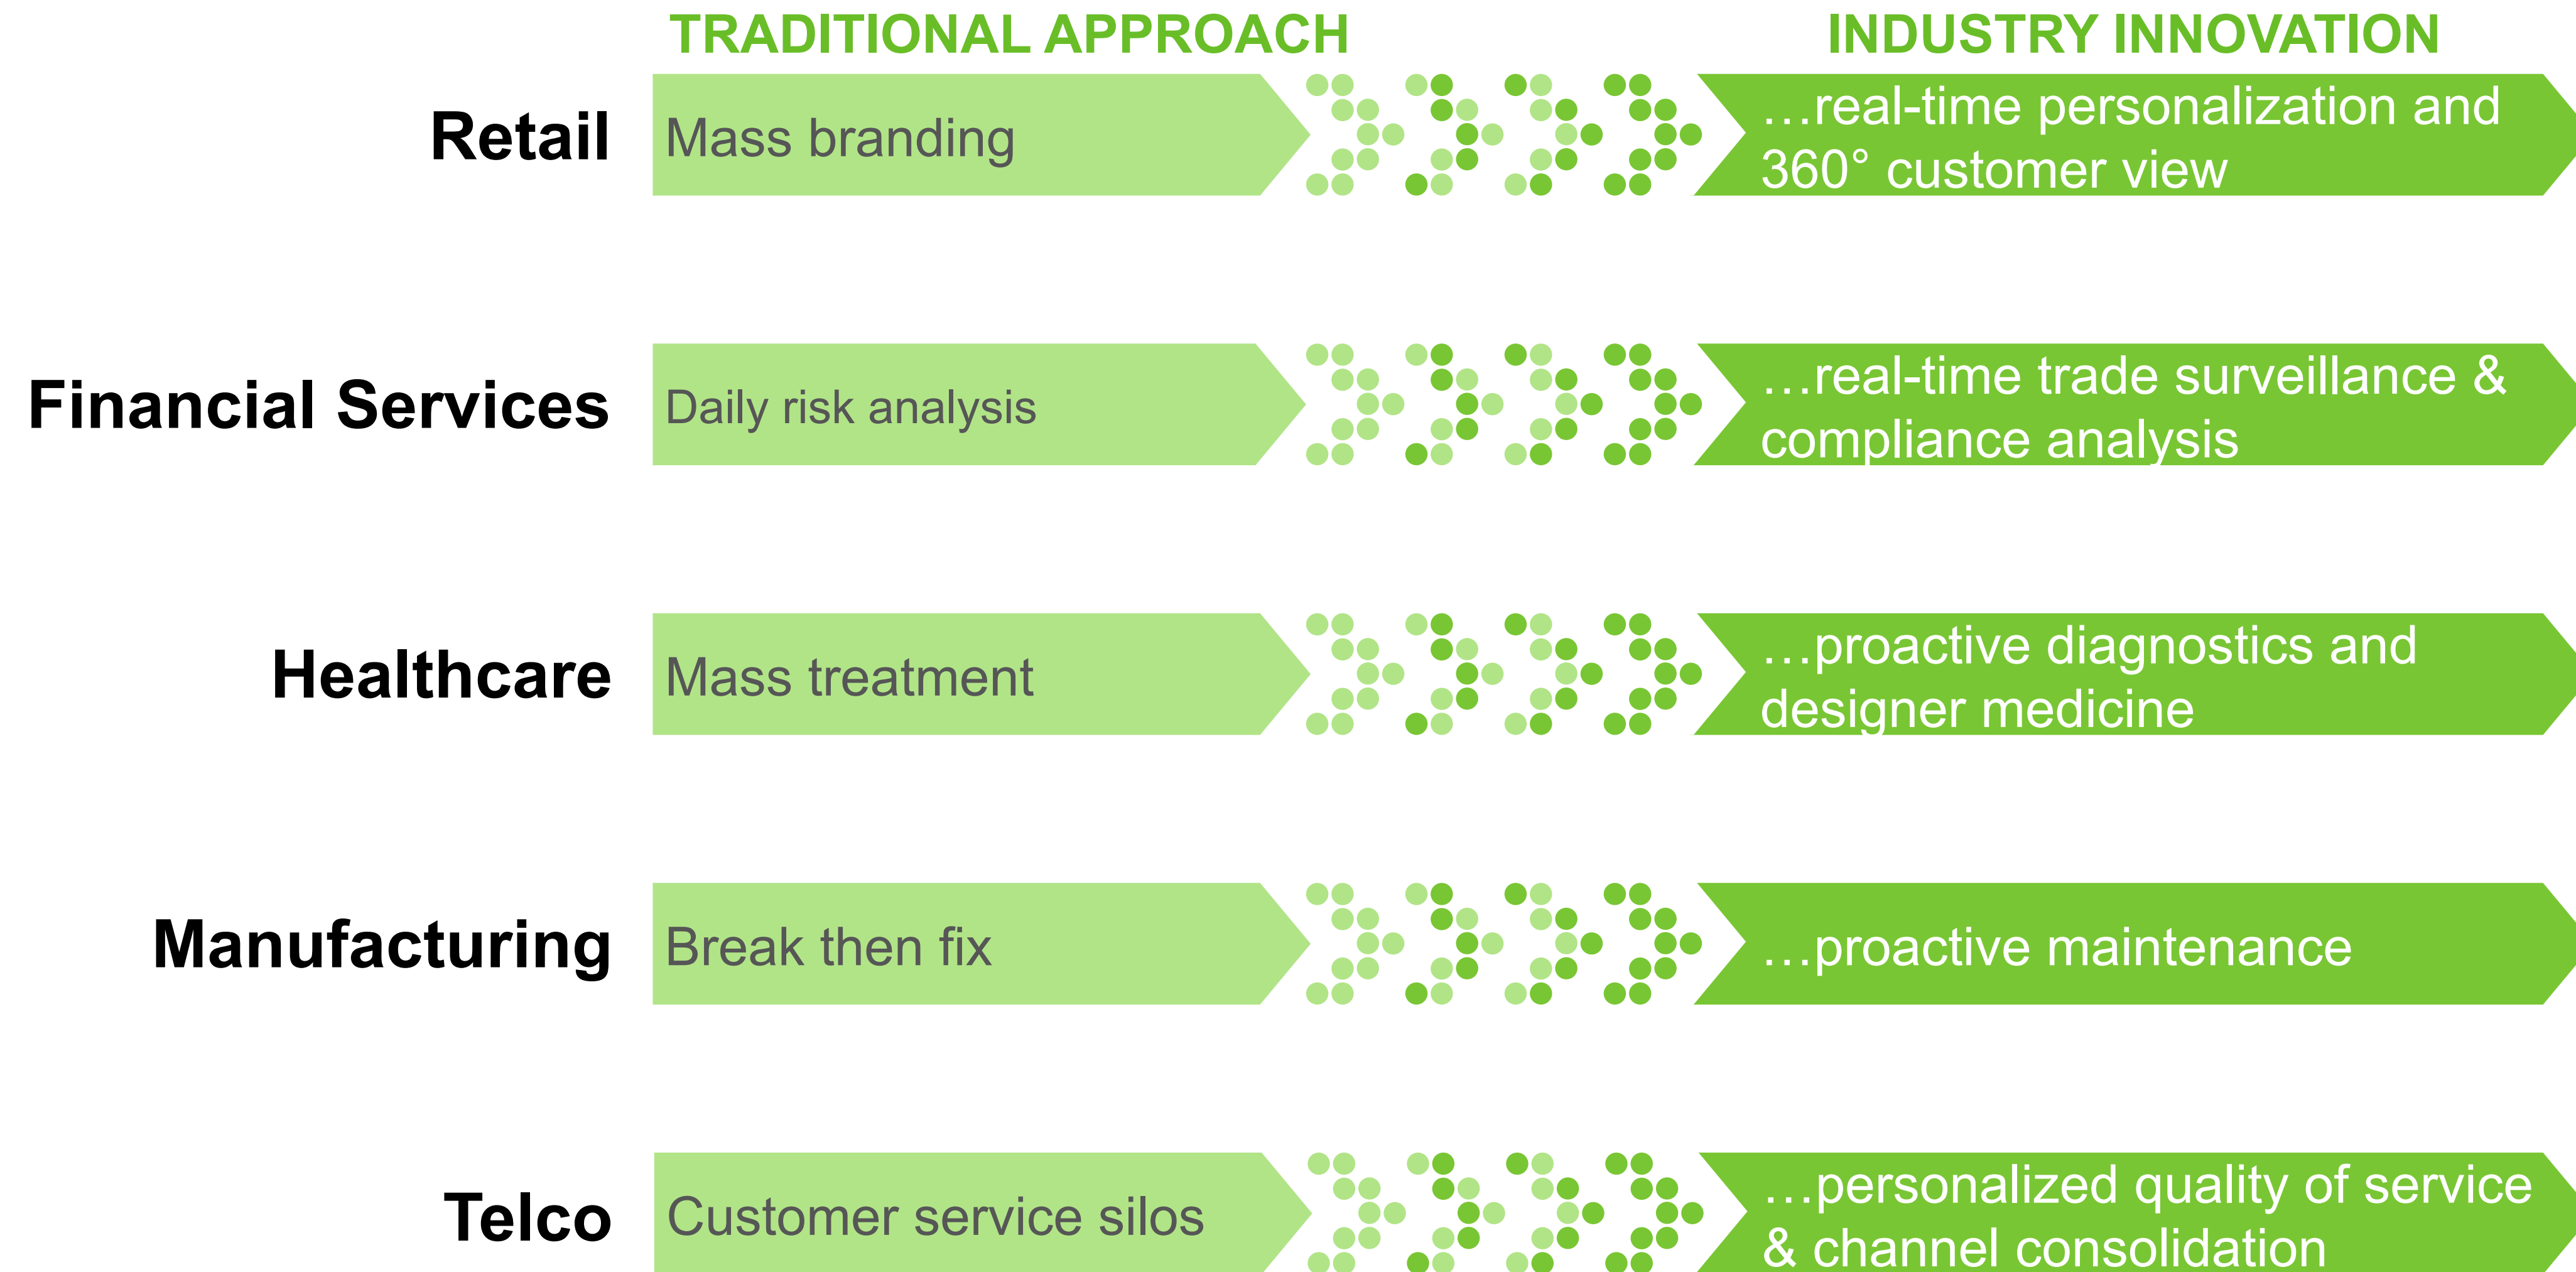 TRADITIONAL APPROACH
INDUSTRY INNOVATION
Retail
Mass branding
…real-time personalization and
360° customer view
Financial Services
Daily risk analysis
…real-time trade surveillance &
compliance analysis
Healthcare
Mass treatment
…proactive diagnostics and
designer medicine
Manufacturing
Break then fix
…proactive maintenance
Telco
Customer service silos
…personalized quality of service
& channel consolidation